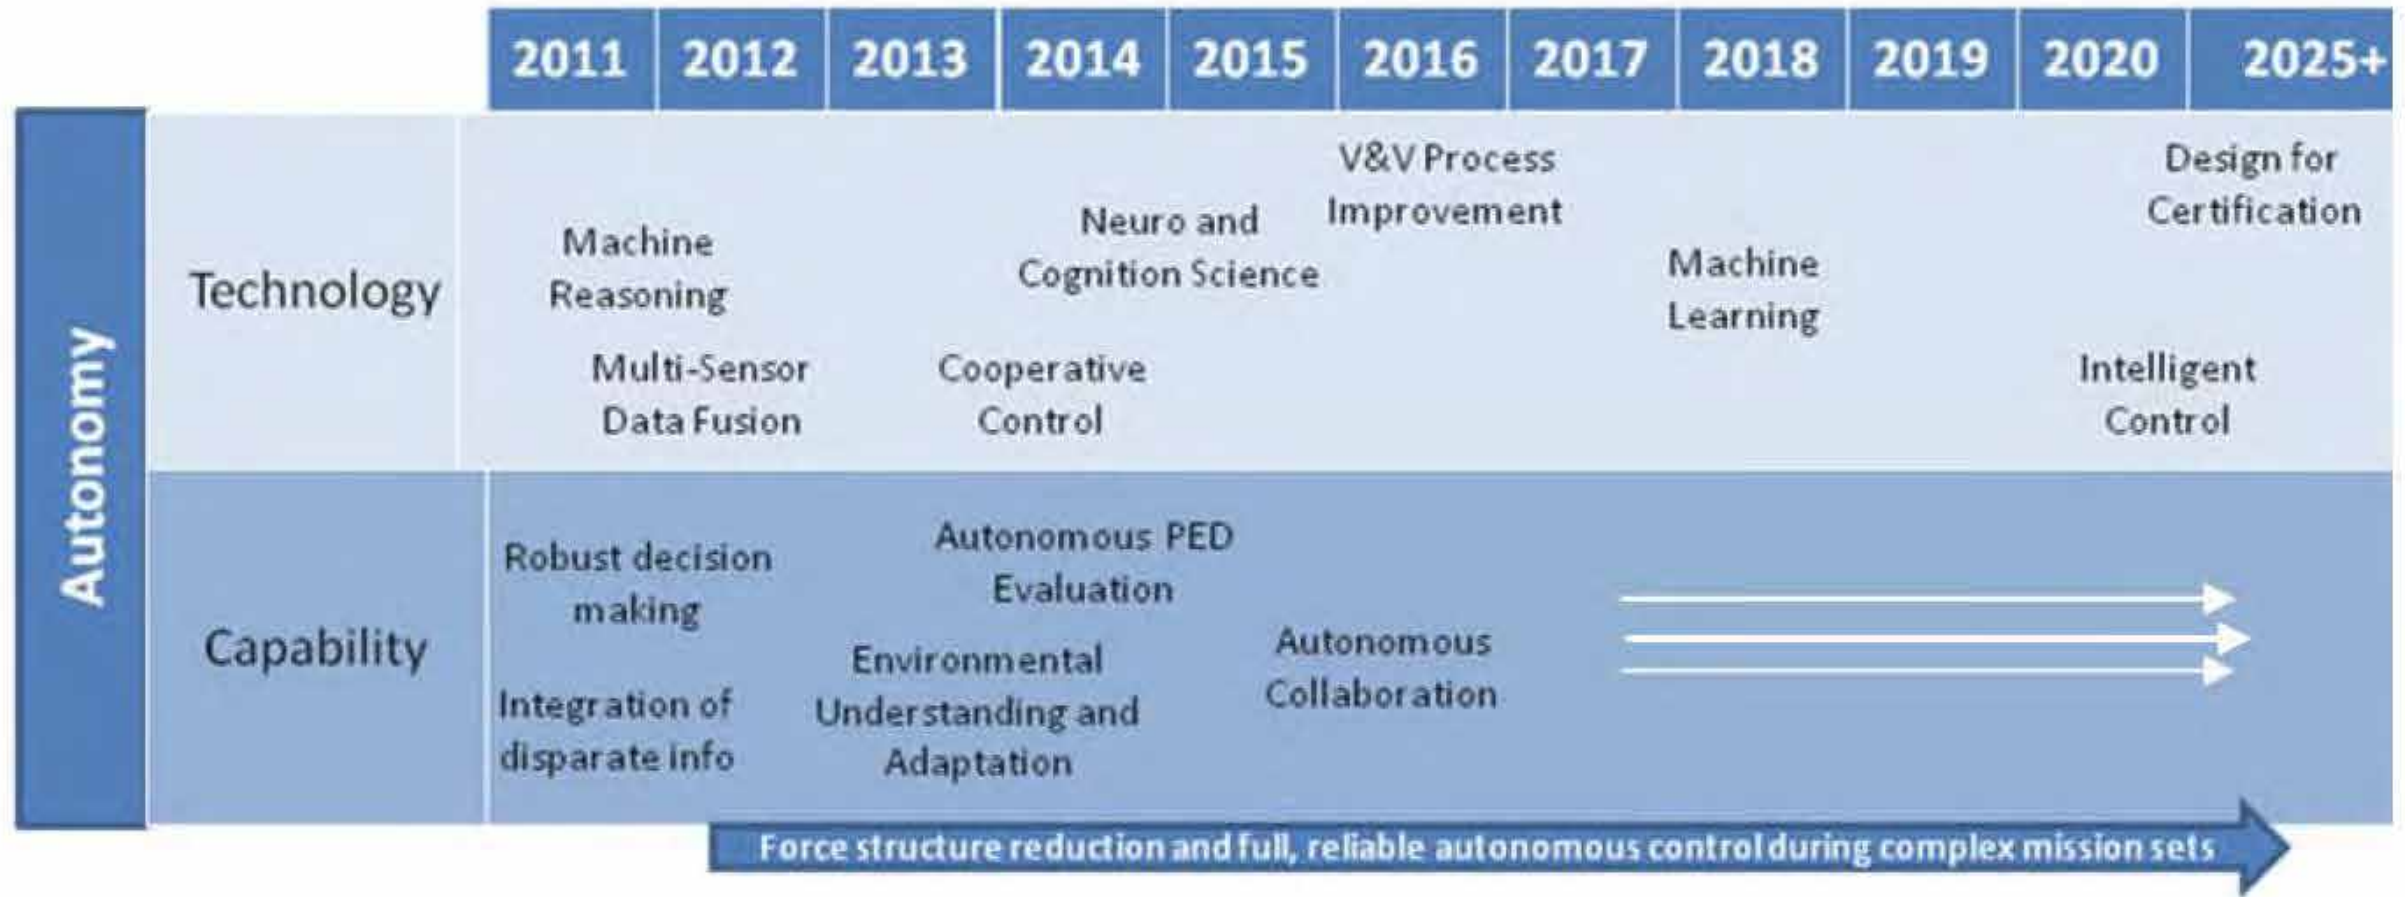 2011 2012 2013 2014 2015 2016 2017 2018 2019 2020 2025+
Autonomy
Technology
Machine
Reasoning
Multi-Sensor
Data Fusion
Cooperative
Control
Neuro and
Cognition Science
V&V Process
Improvement
Machine
Learning
Design for
Certification
Intelligent
Control
Capability
Robust decision
making
Integration of
disparate info
Autonomous PED
Evaluation
Environmental
Understanding and
Adaptation
Autonomous
Collaboration
Force structure reduction and full, reliable autonomous control during complex mission sets